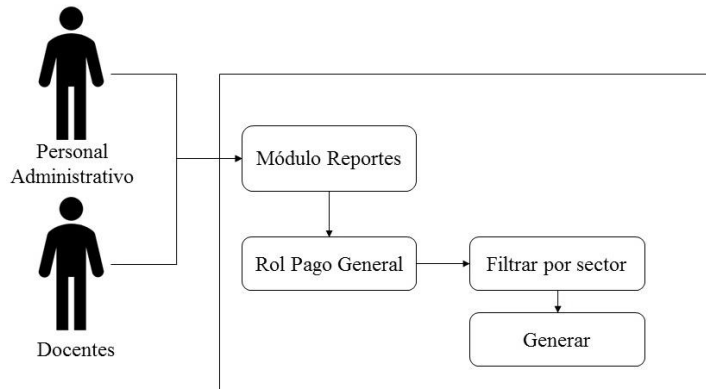 Personal
Administrativo
Módulo Reportes
Rol Pago General
Filtrar por sector
Docentes
Generar